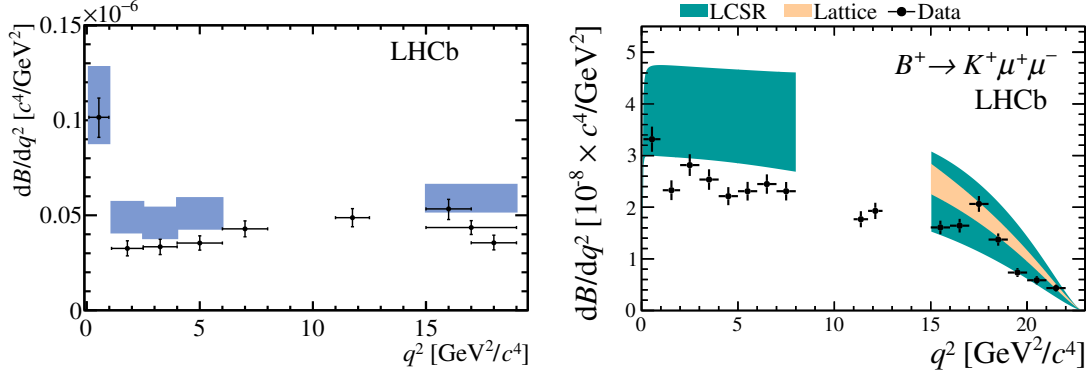 ×10⁻⁶
0.15
0.1
0.05
0
0 5 10 15
LHCb
dB/dq² [c⁴/GeV²]
q² [GeV²/c⁴]
LCSR Lattice Data
5
4
3
2
1
0
0 5 10 15 20
B⁺→ K⁺μ⁺μ⁻
LHCb
dB/dq² [10⁻⁸ × c⁴/GeV²]
q² [GeV²/c⁴]